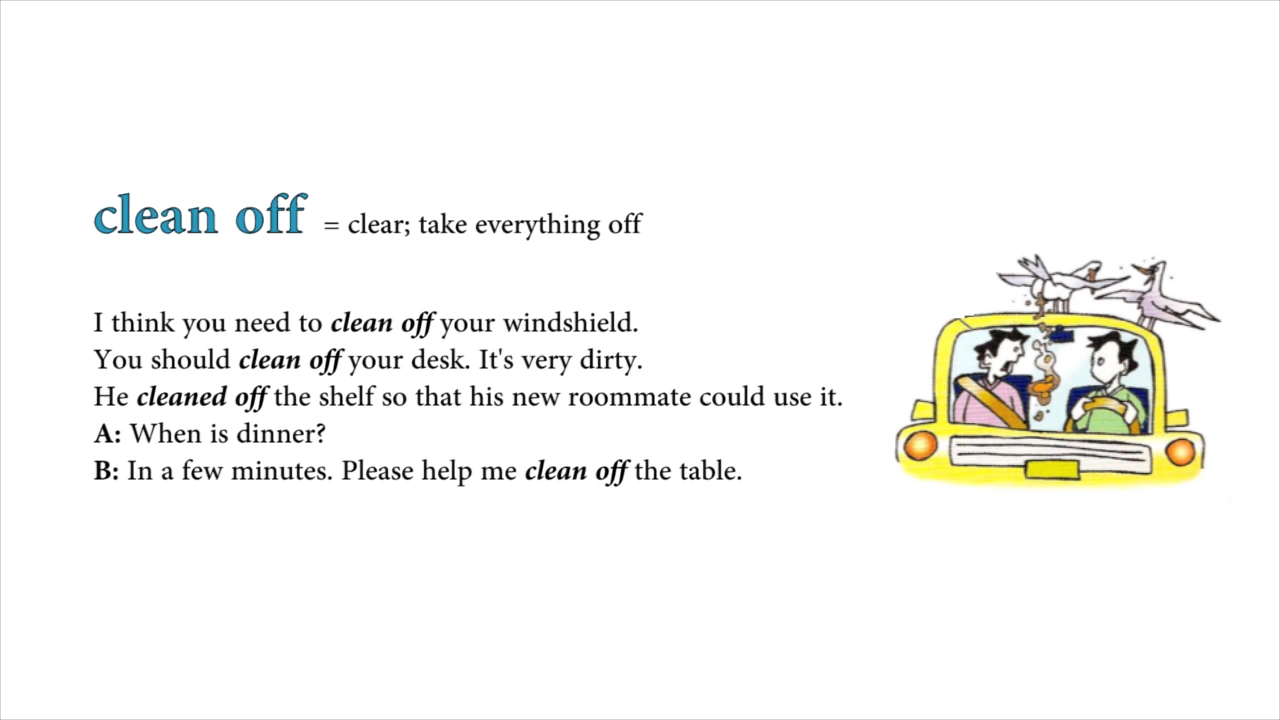 clean off = clear; take everything off
I think you need to clean off your windshield.
You should clean off your desk. It's very dirty.
He cleaned off the shelf so that his new roommate could use it.
A: When is dinner?
B: In a few minutes. Please help me clean off the table.